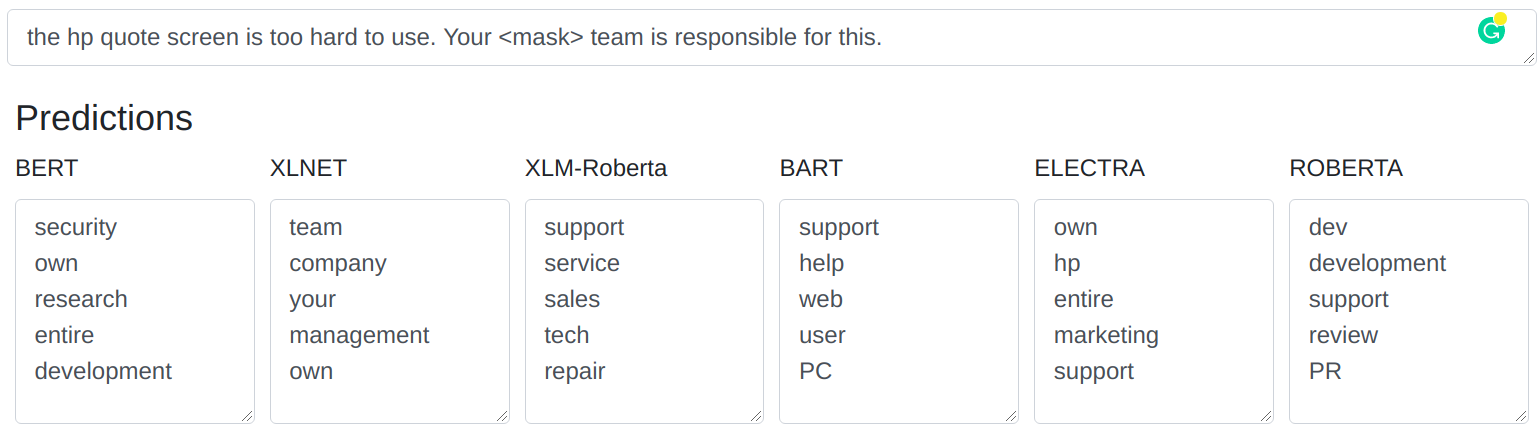 the hp quote screen is too hard to use. Your <mask> team is responsible for this.
Predictions
BERT
security
own
research
entire
development
XLNET
team
company
your
management
own
XLM-Roberta
support
service
sales
tech
repair
BART
support
help
web
user
PC
ELECTRA
own
hp
entire
marketing
support
ROBERTA
dev
development
support
review
PR